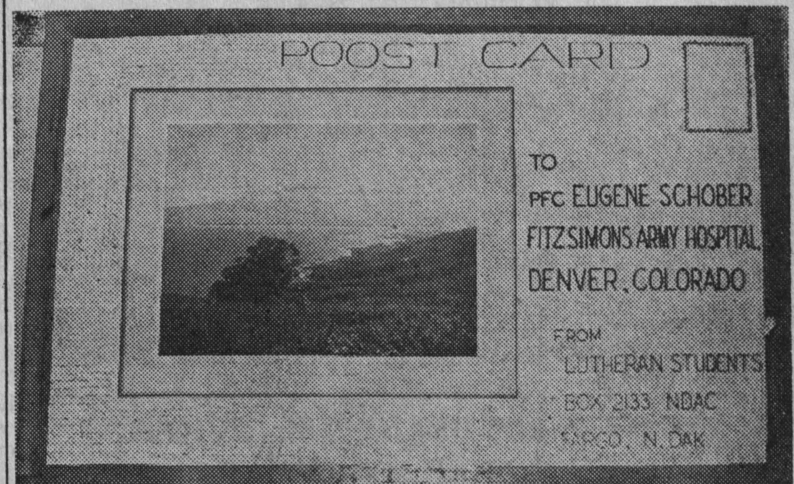 POOST CARD
TO
PFC EUGENE SCHOBER
FITZSIMONS ARMY HOSPITAL
DENVER, COLORADO
FROM
LUTHERAN STUDENTS
BOX 2133 NDAC
FARGO, N. DAK